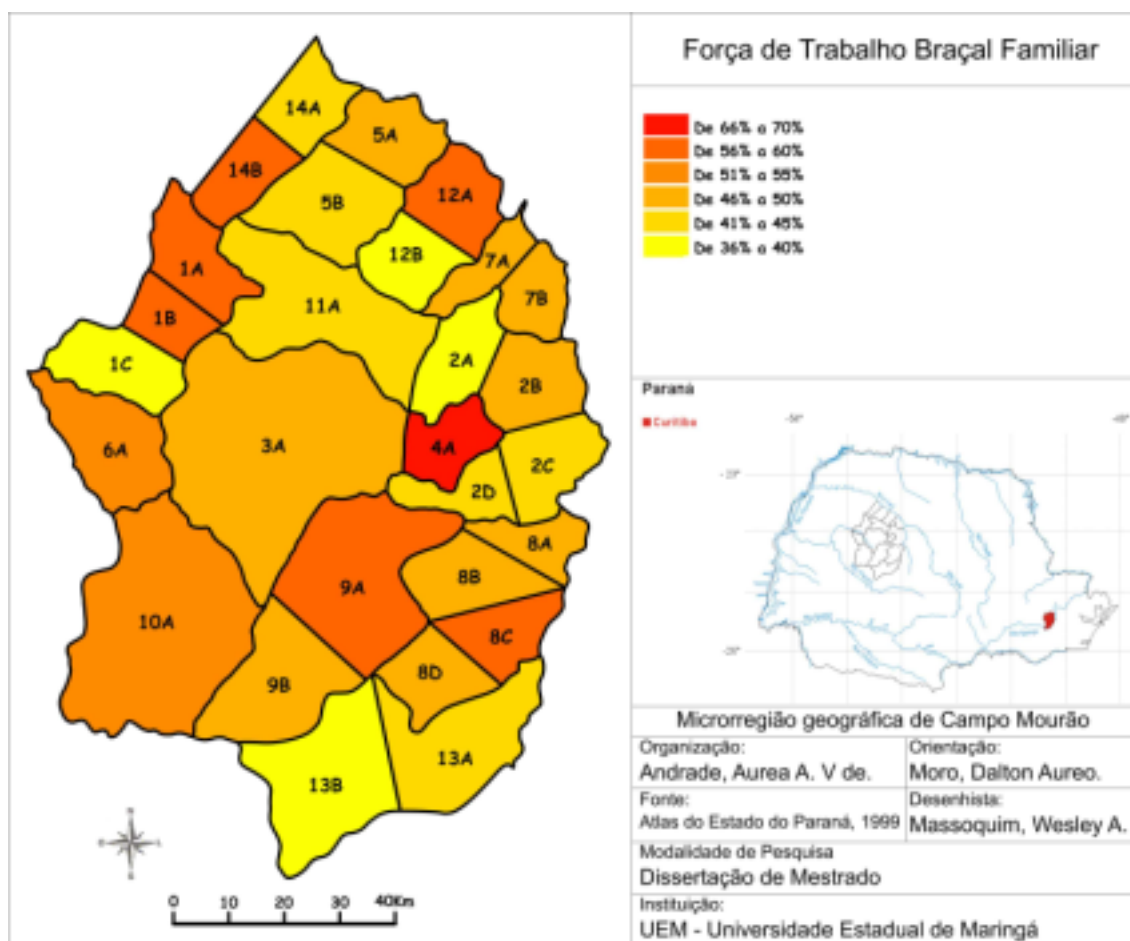 Força de Trabalho Braçal Familiar
De 66% a 70%
De 56% a 60%
De 51% a 55%
De 46% a 50%
De 41% a 45%
De 36% a 40%
14A
5A
14B
5B
12A
12B
7A
1A
7B
11A
1B
2A
1C
2B
3A
4A
6A
2C
2D
8A
8B
9A
10A
8C
8D
9B
13A
13B
0 10 20 30 40Km
Paraná
Curitiba
Microrregião geográfica de Campo Mourão
Organização:
Andrade, Aurea A. V de.
Orientação:
Moro, Dalton Aureo.
Fonte:
Atlas do Estado do Paraná, 1999
Desenhista:
Massoquim, Wesley A.
Modalidade de Pesquisa
Dissertação de Mestrado
Instituição:
UEM - Universidade Estadual de Maringá